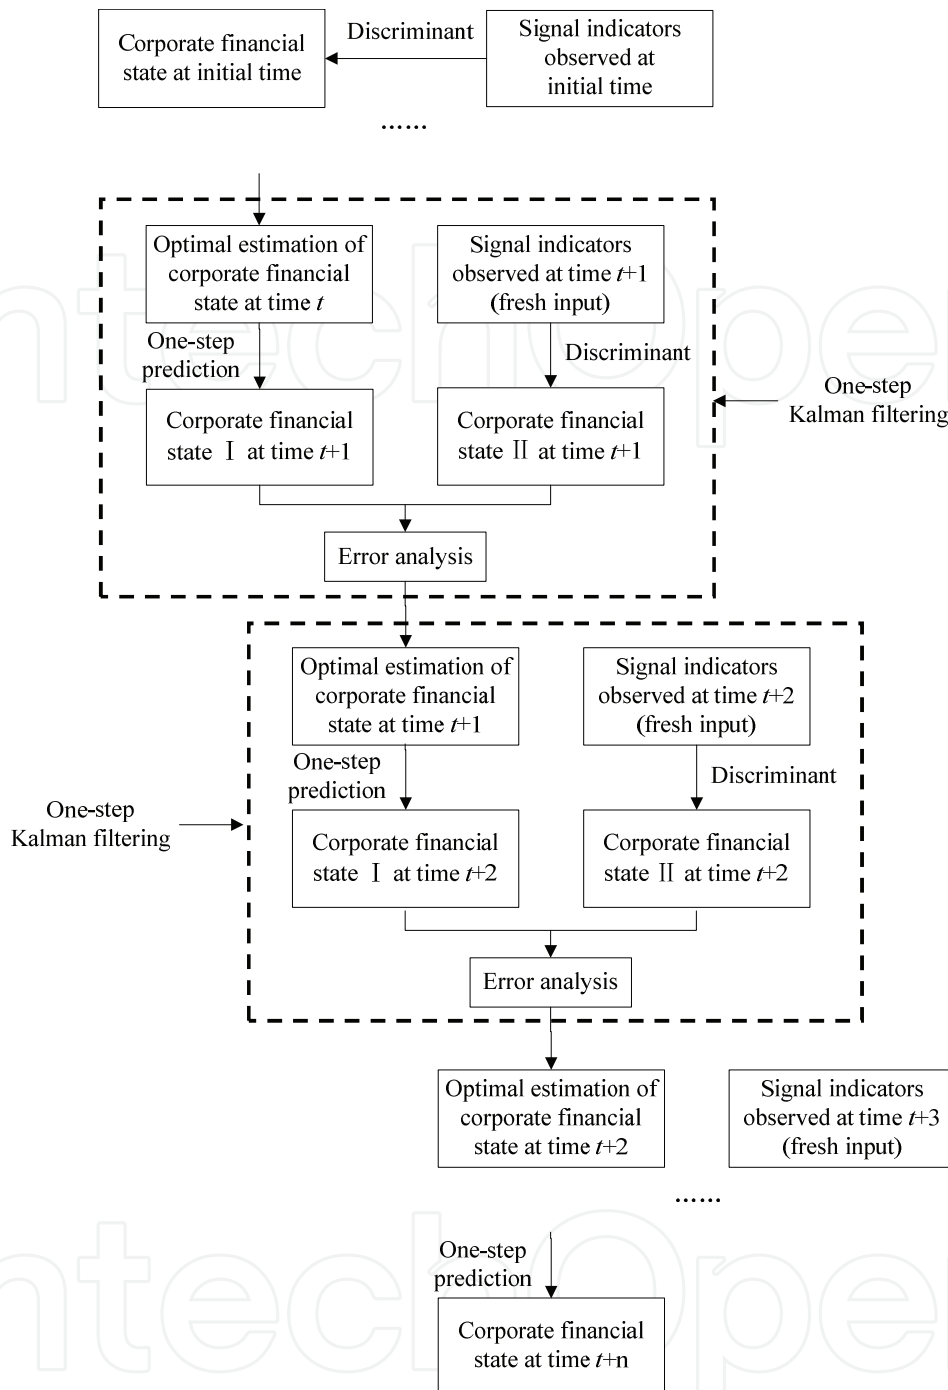 Corporate financial
state at initial time
Discriminant
Signal indicators
observed at
initial time
......
Optimal estimation of
corporate financial
state at time t
Signal indicators
observed at time t+1
(fresh input)
One-step
prediction
Discriminant
Corporate financial
state Ⅰ at time t+1
Corporate financial
state Ⅱ at time t+1
One-step
Kalman filtering
Error analysis
Optimal estimation of
corporate financial
state at time t+1
Signal indicators
observed at time t+2
(fresh input)
One-step
prediction
Discriminant
One-step
Kalman filtering
Corporate financial
state Ⅰ at time t+2
Corporate financial
state Ⅱ at time t+2
Error analysis
Optimal estimation of
corporate financial
state at time t+2
Signal indicators
observed at time t+3
(fresh input)
......
One-step
prediction
Corporate financial
state at time t+n
ntechOpe
ntechOpe